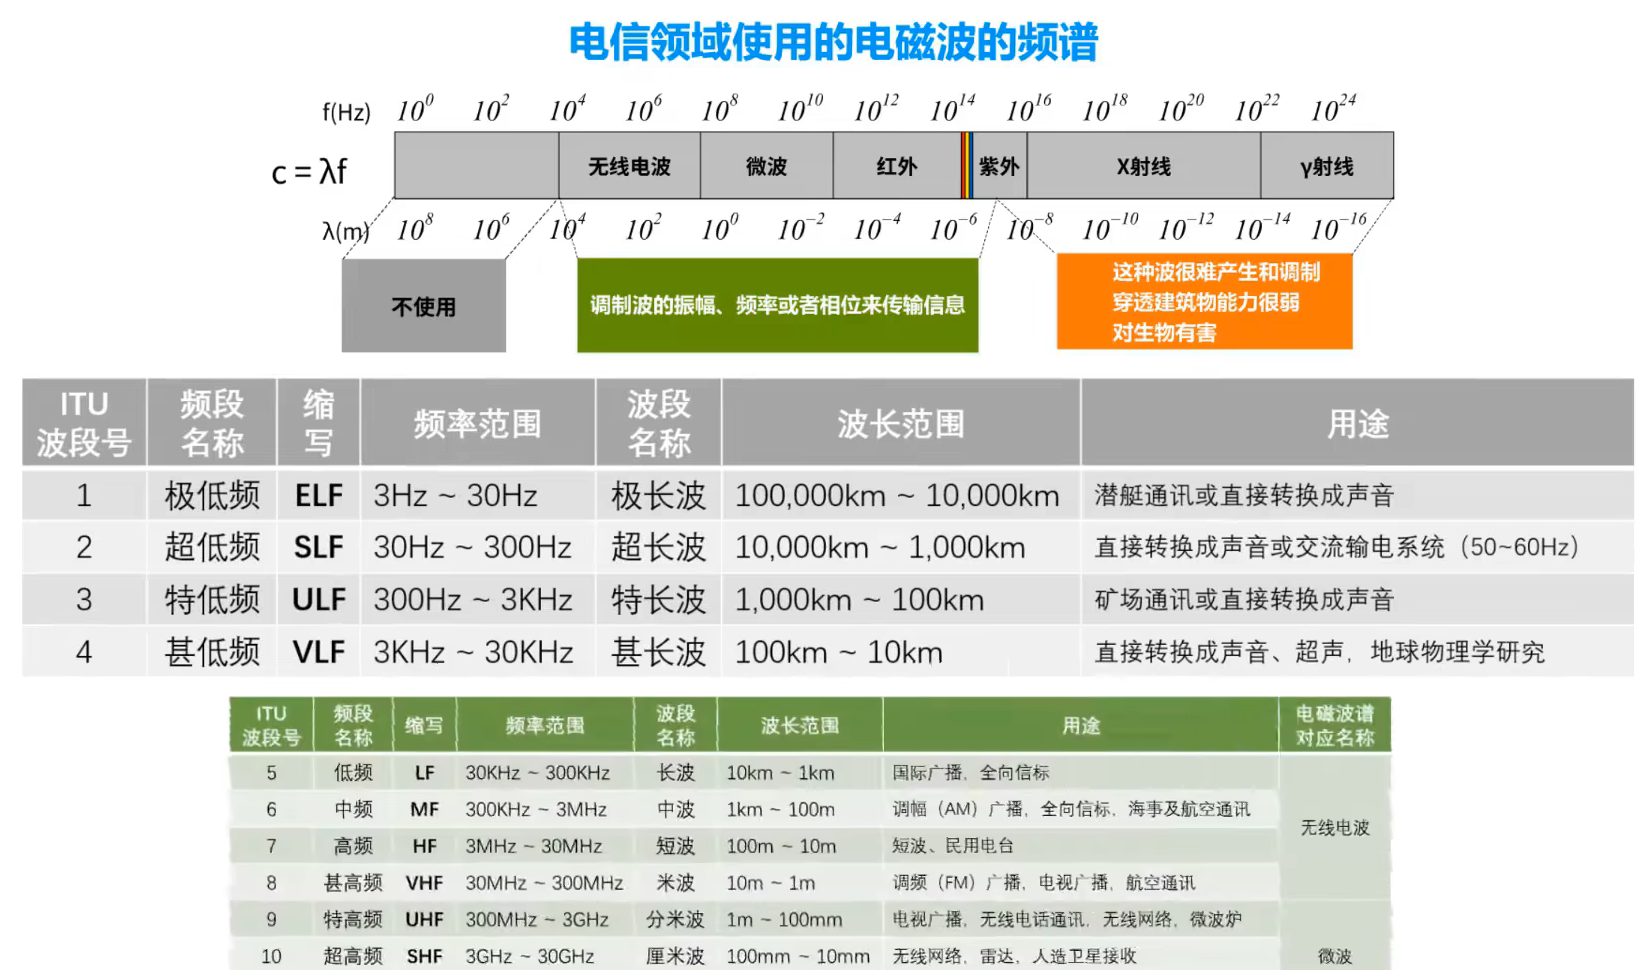 电信领域使用的电磁波的频谱
f(Hz) 10^0 10^2 10^4 10^6 10^8 10^10 10^12 10^14 10^16 10^18 10^20 10^22 10^24
c = λf 无线电波 微波 红外 紫外 X射线 γ射线
λ(m) 10^8 10^6 10^4 10^2 10^0 10^−2 10^−4 10^−6 10^−8 10^−10 10^−12 10^−14 10^−16
不使用
调制波的振幅、频率或者相位来传输信息
这种波很难产生和调制
穿透建筑物能力很弱
对生物有害
ITU波段号 频段名称 缩写 频率范围 波段名称 波长范围 用途
1 极低频 ELF 3Hz ~ 30Hz 极长波 100,000km ~ 10,000km 潜艇通讯或直接转换成声音
2 超低频 SLF 30Hz ~ 300Hz 超长波 10,000km ~ 1,000km 直接转换成声音或交流输电系统（50~60Hz）
3 特低频 ULF 300Hz ~ 3KHz 特长波 1,000km ~ 100km 矿场通讯或直接转换成声音
4 甚低频 VLF 3KHz ~ 30KHz 甚长波 100km ~ 10km 直接转换成声音、超声，地球物理学研究
ITU波段号 频段名称 缩写 频率范围 波段名称 波长范围 用途 电磁波谱对应名称
5 低频 LF 30KHz ~ 300KHz 长波 10km ~ 1km 国际广播、全向信标
6 中频 MF 300KHz ~ 3MHz 中波 1km ~ 100m 调幅（AM）广播，全向信标，海事及航空通讯
无线电波
7 高频 HF 3MHz ~ 30MHz 短波 100m ~ 10m 短波、民用电台
8 甚高频 VHF 30MHz ~ 300MHz 米波 10m ~ 1m 调频（FM）广播，电视广播，航空通讯
9 特高频 UHF 300MHz ~ 3GHz 分米波 1m ~ 100mm 电视广播，无线电话通讯，无线网络，微波炉
10 超高频 SHF 3GHz ~ 30GHz 厘米波 100mm ~ 10mm 无线网络，雷达，人造卫星接收 微波